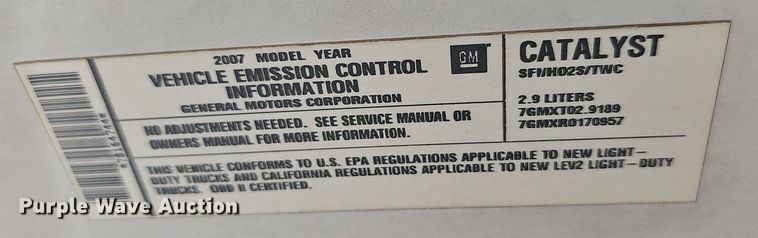 2007 MODEL YEAR
VEHICLE EMISSION CONTROL
INFORMATION
GENERAL MOTORS CORPORATION
GM
NO ADJUSTMENTS NEEDED. SEE SERVICE MANUAL OR
OWNERS MANUAL FOR MORE INFORMATION.
CATALYST
SFI/HO2S/TWC
2.9 LITERS
7GMXT02.9189
7GMXR0170957
THIS VEHICLE CONFORMS TO U.S. EPA REGULATIONS APPLICABLE TO NEW LIGHT-
DUTY TRUCKS AND CALIFORNIA REGULATIONS APPLICABLE TO NEW LEV2 LIGHT-DUTY
TRUCKS. OBD II CERTIFIED.
Purple Wave Auction